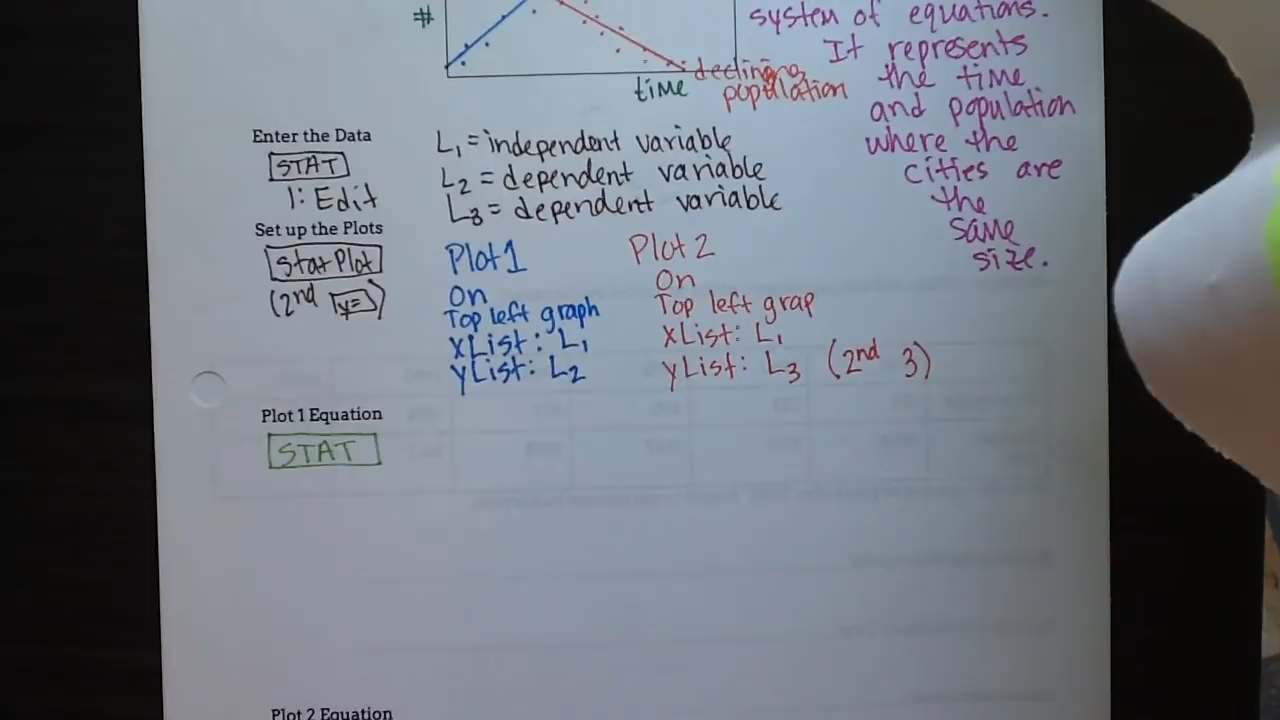 #
time
declining
population
system of equations.
It represents
the time
and population
where the
cities are
the
same
size.
Enter the Data
STAT
1: Edit
L1 = independent variable
L2 = dependent variable
L3 = dependent variable
Set up the Plots
Stat Plot
(2nd y=)
Plot 1
On
Top left graph
xList: L1
yList: L2
Plot 2
On
Top left grap
xList: L1
yList: L3 (2nd 3)
Plot 1 Equation
STAT
Plot 2 Equation